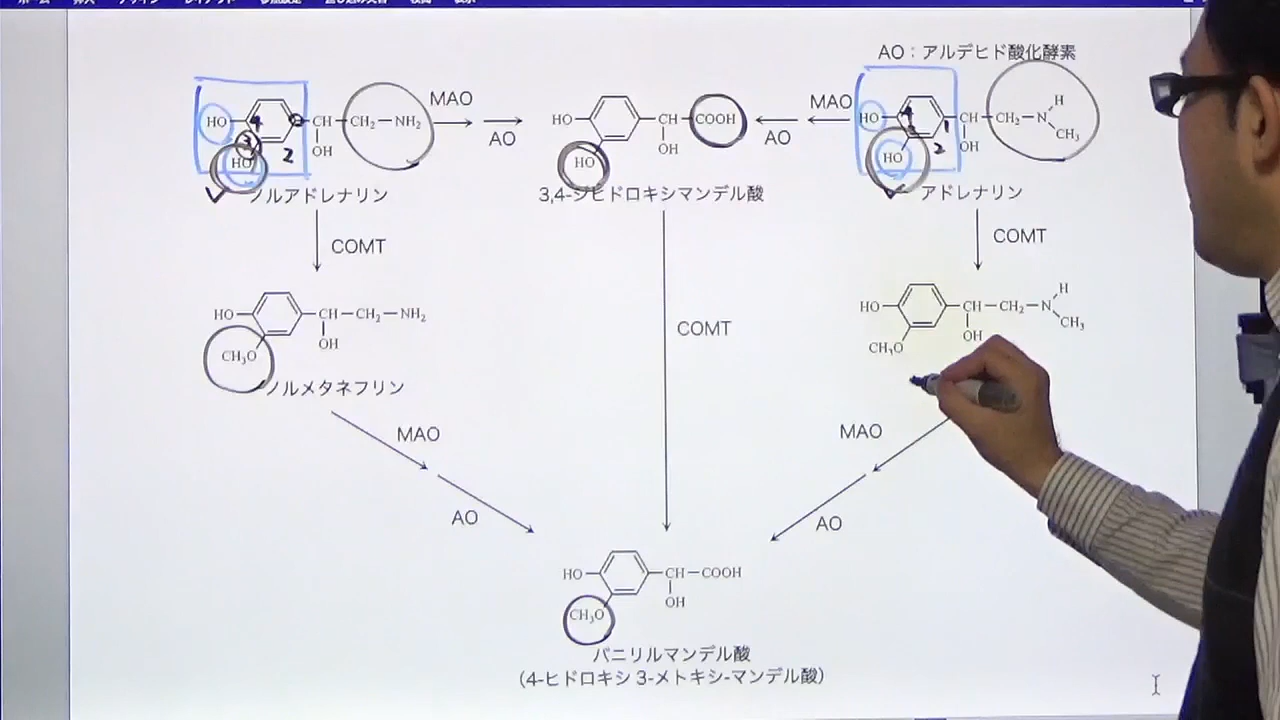 AO：アルデヒド酸化酵素
HO 4 3 2 CH－CH₂－NH₂ OH HO
ノルアドレナリン
MAO
AO
HO CH－COOH OH HO
3,4-ジヒドロキシマンデル酸
MAO
AO
HO 4 1 2 CH－CH₂－N H CH₃ OH HO
アドレナリン
COMT
COMT
COMT
HO CH－CH₂－NH₂ OH CH₃O
ノルメタネフリン
HO CH－CH₂－N H CH₃ OH CH₃O
MAO
AO
MAO
AO
HO CH－COOH OH CH₃O
バニリルマンデル酸
（4-ヒドロキシ 3-メトキシ-マンデル酸）